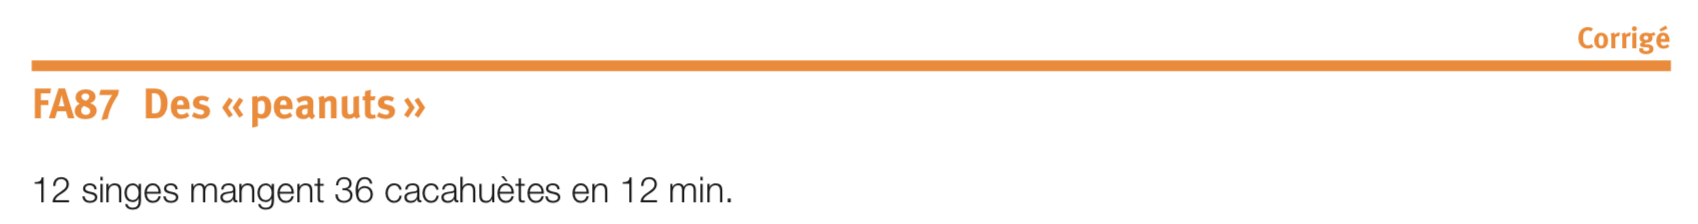 Corrigé
FA87 Des «peanuts»
12 singes mangent 36 cacahuètes en 12 min.